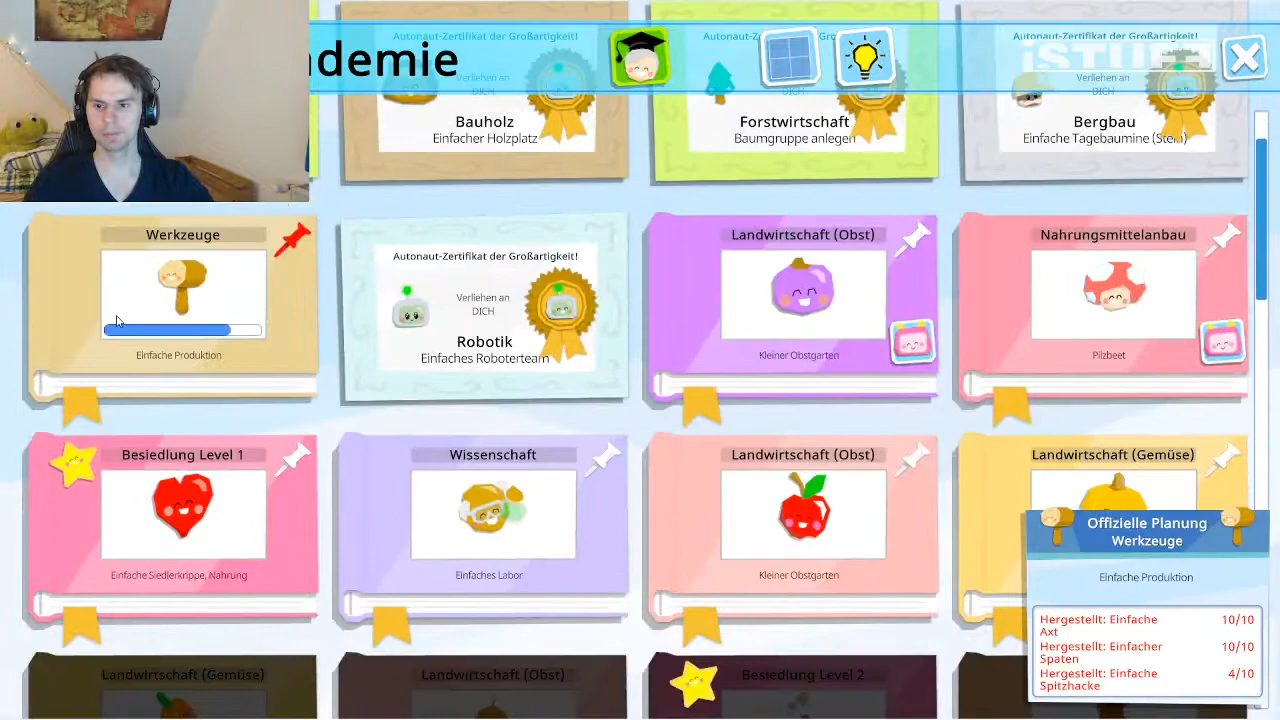 demie
Autonaut-Zertifikat der Großartigkeit!
Verliehen an
DICH
Bauholz
Einfacher Holzplatz
Verliehen an
DICH
Forstwirtschaft
Baumgruppe anlegen
Autonaut-Zertifikat der Großartigkeit!
Verliehen an
DICH
Bergbau
Einfache Tagebaumine (Stein)
Werkzeuge
Einfache Produktion
Autonaut-Zertifikat der Großartigkeit!
Verliehen an
DICH
Robotik
Einfaches Roboterteam
Landwirtschaft (Obst)
Kleiner Obstgarten
Nahrungsmittelanbau
Pilzbeet
Besiedlung Level 1
Einfache Siedlerkrippe, Nahrung
Wissenschaft
Einfaches Labor
Landwirtschaft (Obst)
Kleiner Obstgarten
Landwirtschaft (Gemüse)
Offizielle Planung
Werkzeuge
Einfache Produktion
Hergestellt: Einfache Axt 10/10
Hergestellt: Einfacher Spaten 10/10
Hergestellt: Einfache Spitzhacke 4/10
Landwirtschaft (Gemüse)
Landwirtschaft (Obst)
Besiedlung Level 2